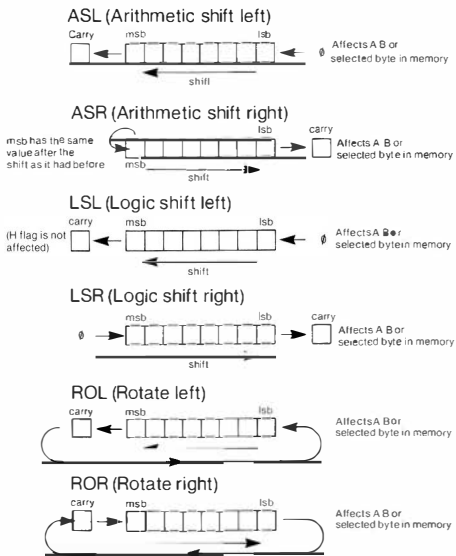 ASL (Arithmetic shift left)
Carry msb lsb
ø Affects A B or
selected byte in memory
shift
ASR (Arithmetic shift right)
msb has the same
value after the
shift as it had before
lsb carry
Affects A B or
selected byte in memory
msb
shift
LSL (Logic shift left)
carry msb lsb
(H flag is not
affected)
ø Affects A B or
selected byte in memory
shift
LSR (Logic shift right)
msb lsb carry
ø Affects A B or
selected byte in memory
shift
ROL (Rotate left)
carry msb lsb
Affects A B or
selected byte in memory
ROR (Rotate right)
carry msb lsb
Affects A B or
selected byte in memory